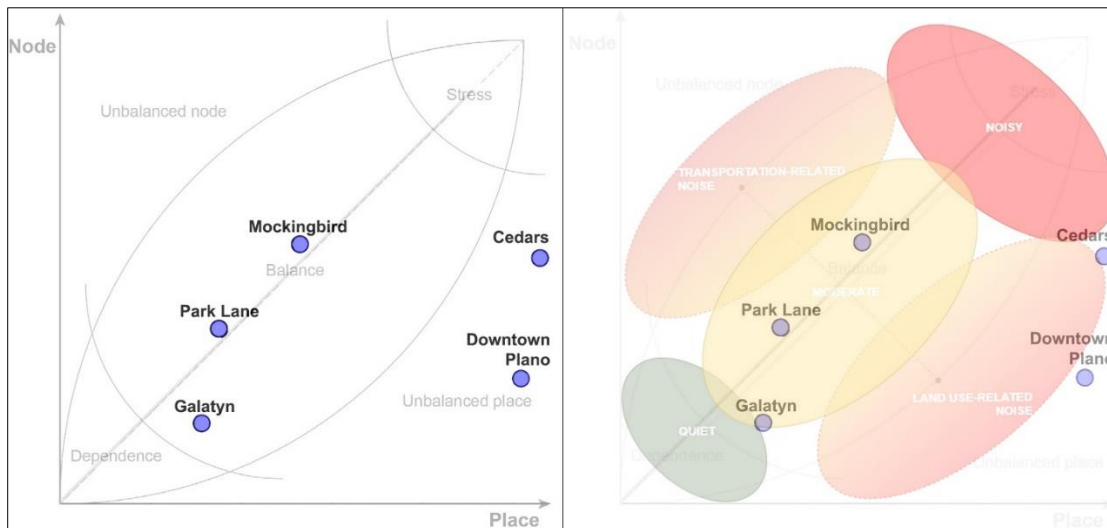 Node
Unbalanced node
Stress
Mockingbird
Balance
Cedars
Park Lane
Downtown
Plano
Unbalanced place
Galatyn
Dependence
Place
Node
Unbalanced node
Stress
NOISY
TRANSPORTATION-RELATED
NOISE
Mockingbird
Cedars
Balance
MODERATE
Park Lane
Downtown
Plano
LAND USE-RELATED
NOISE
Galatyn
QUIET
Dependence
Unbalanced place
Place